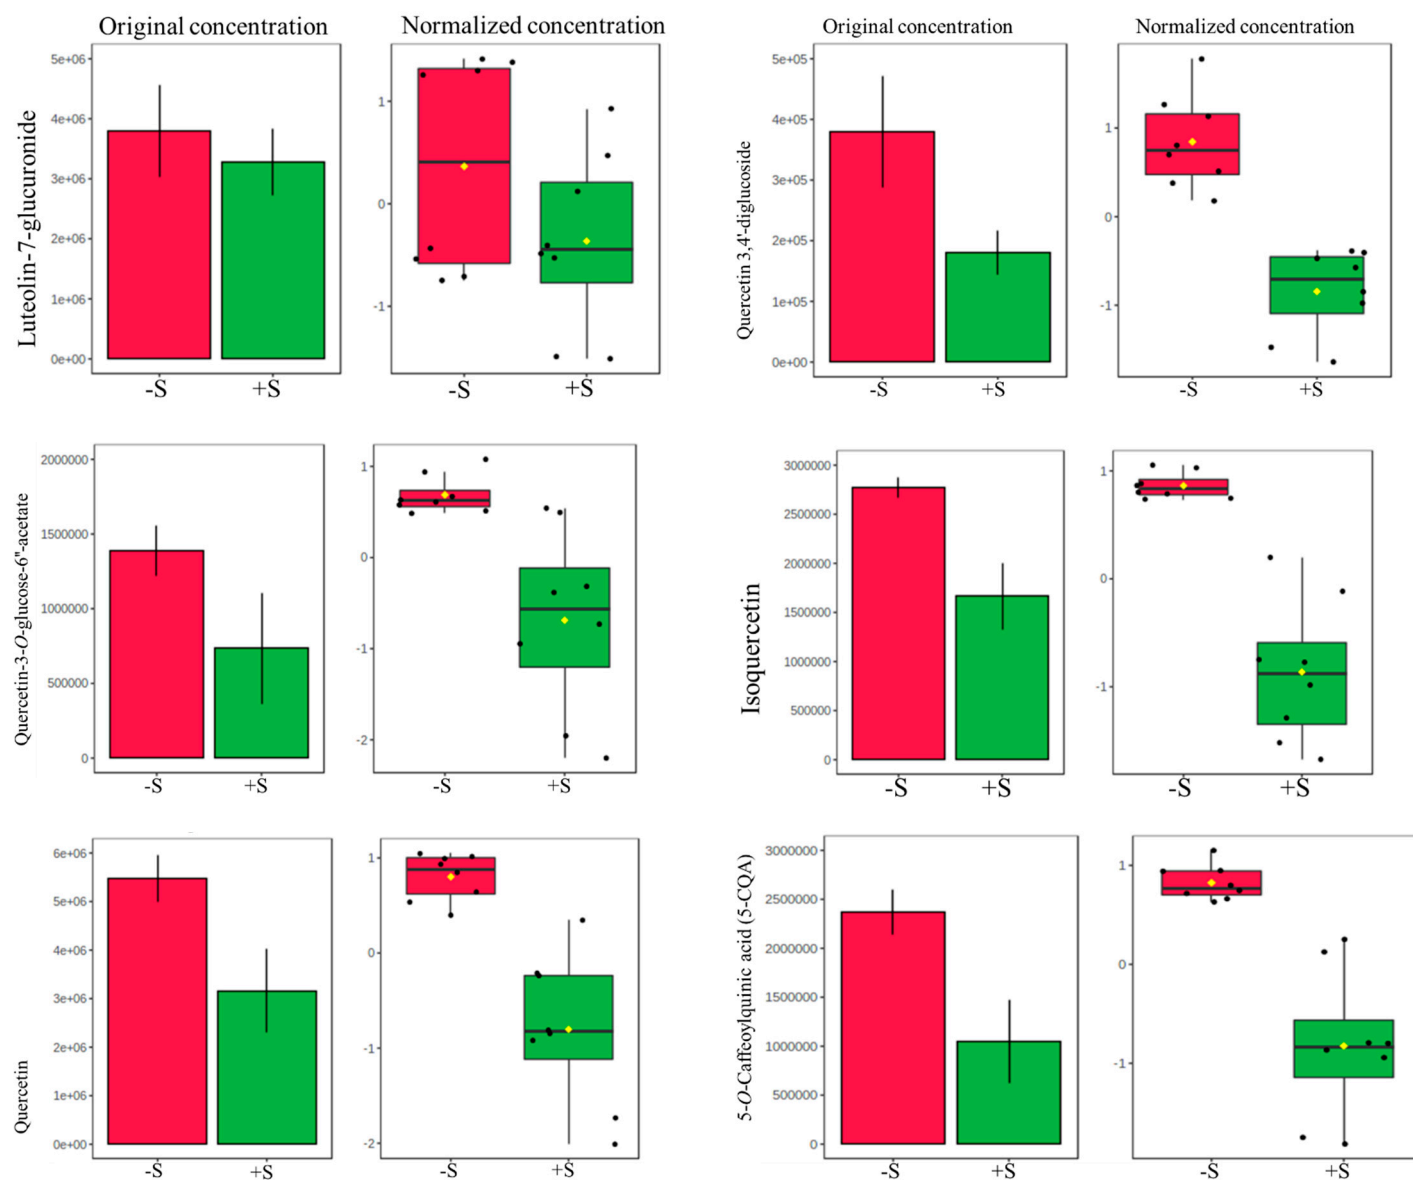 Original concentration
Normalized concentration
Luteolin-7-glucuronide
5e+06
4e+06
3e+06
2e+06
1e+06
0e+00
-S
+S
1
0
-1
-S
+S
Original concentration
Normalized concentration
Quercetin 3,4'-diglucoside
5e+05
4e+05
3e+05
2e+05
1e+05
0e+00
-S
+S
1
0
-1
-S
+S
Quercetin-3-O-glucose-6"-acetate
2000000
1500000
1000000
500000
0
-S
+S
1
0
-1
-2
-S
+S
Isoquercetin
3000000
2500000
2000000
1500000
1000000
500000
0
-S
+S
1
0
-1
-S
+S
Quercetin
6e+06
5e+06
4e+06
3e+06
2e+06
1e+06
0e+00
-S
+S
1
0
-1
-2
-S
+S
5-O-Caffeoylquinic acid (5-CQA)
3000000
2500000
2000000
1500000
1000000
500000
0
-S
+S
1
0
-1
-S
+S